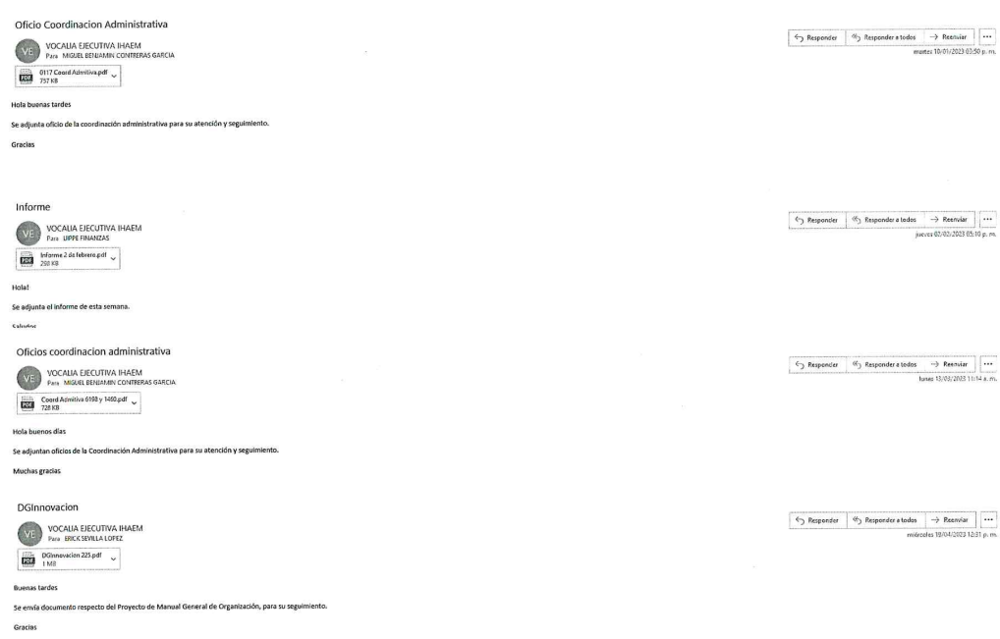 Oficio Coordinacion Administrativa
VE
VOCALIA EJECUTIVA IHAEM
Para MIGUEL BENJAMIN CONTRERAS GARCIA
Responder Responder a todos Reenviar ...
martes 10/01/2023 03:50 p. m.
PDF
0117 Coord Admitiva.pdf
757 KB
Hola buenas tardes
Se adjunta oficio de la coordinación administrativa para su atención y seguimiento.
Gracias
Informe
VE
VOCALIA EJECUTIVA IHAEM
Para UIPPE FINANZAS
Responder Responder a todos Reenviar ...
jueves 02/02/2023 05:10 p. m.
PDF
Informe 2 de febrero.pdf
298 KB
Hola!
Se adjunta el informe de esta semana.
Saludos
Oficios coordinacion administrativa
VE
VOCALIA EJECUTIVA IHAEM
Para MIGUEL BENJAMIN CONTRERAS GARCIA
Responder Responder a todos Reenviar ...
lunes 13/03/2023 11:14 a. m.
PDF
Coord Admitiva 6198 y 1460.pdf
728 KB
Hola buenos días
Se adjuntan oficios de la Coordinación Administrativa para su atención y seguimiento.
Muchas gracias
DGInnovacion
VE
VOCALIA EJECUTIVA IHAEM
Para ERICK SEVILLA LOPEZ
Responder Responder a todos Reenviar ...
miércoles 19/04/2023 12:31 p. m.
PDF
DGInnovacion 225.pdf
1 MB
Buenas tardes
Se envía documento respecto del Proyecto de Manual General de Organización, para su seguimiento.
Gracias